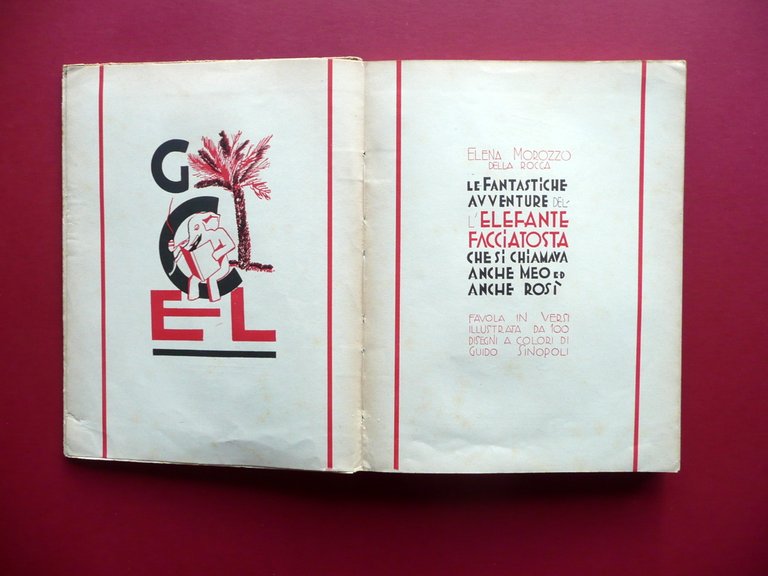 G
C
E-L
ELENA MOROZZO
DELLA ROCCA
LE FANTASTICHE
AVVENTURE DEL-
L'ELEFANTE
FACCIATOSTA
CHE SI CHIAMAVA
ANCHE MEO ED
ANCHE ROSÌ
FAVOLA IN VERSI
ILLUSTRATA DA 100
DISEGNI A COLORI DI
GUIDO SINOPOLI